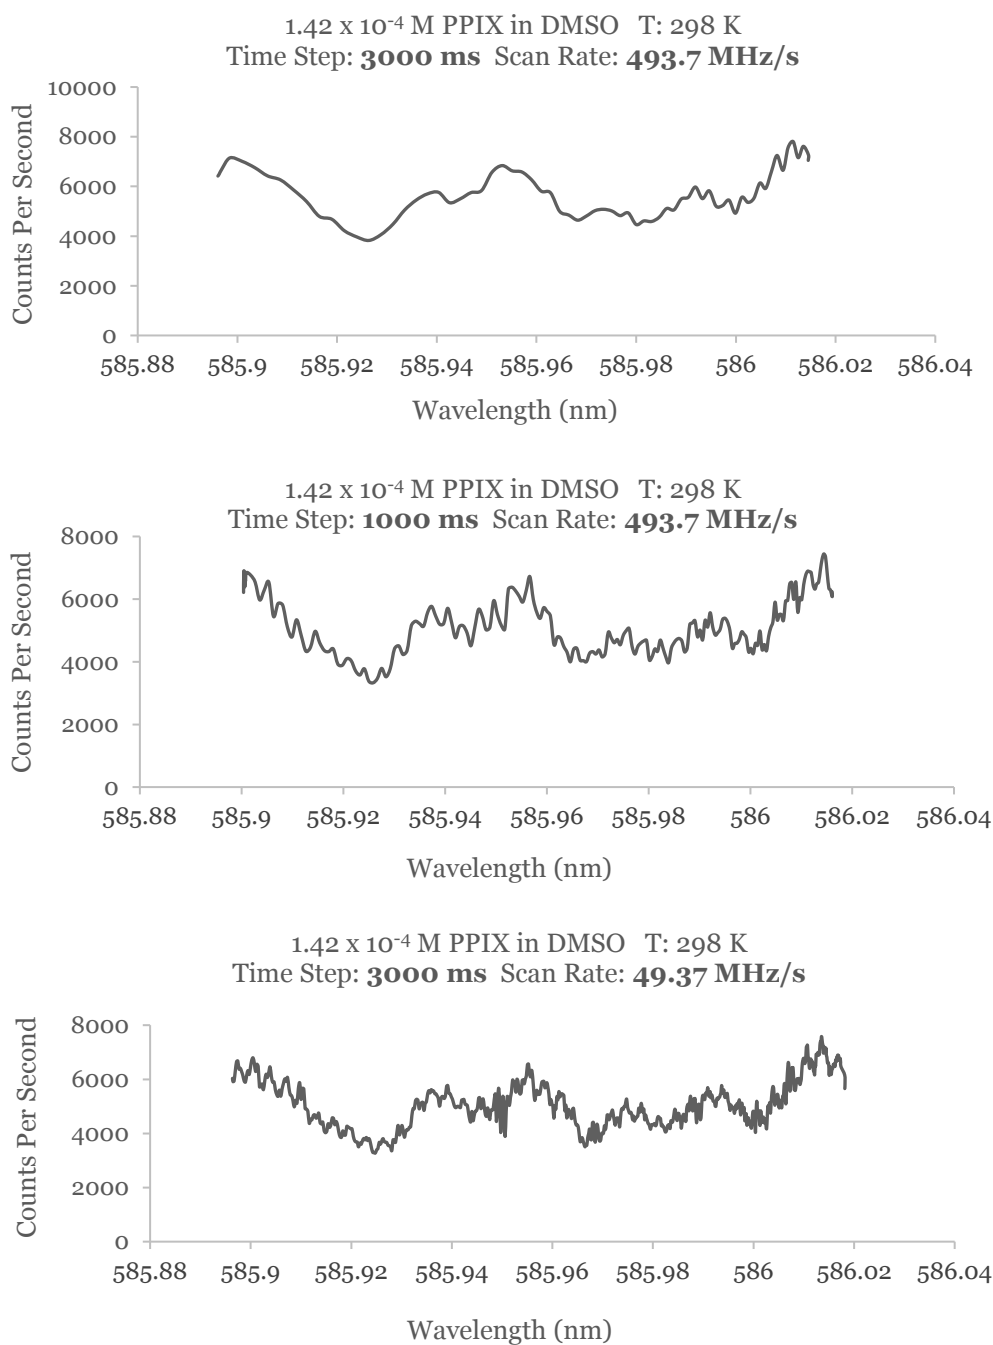 1.42 x 10-4 M PPIX in DMSO   T: 298 K
Time Step: 3000 ms  Scan Rate: 493.7 MHz/s
Counts Per Second
10000
8000
6000
4000
2000
0
585.88 585.9 585.92 585.94 585.96 585.98 586 586.02 586.04
Wavelength (nm)
1.42 x 10-4 M PPIX in DMSO   T: 298 K
Time Step: 1000 ms  Scan Rate: 493.7 MHz/s
Counts Per Second
8000
6000
4000
2000
0
585.88 585.9 585.92 585.94 585.96 585.98 586 586.02 586.04
Wavelength (nm)
1.42 x 10-4 M PPIX in DMSO   T: 298 K
Time Step: 3000 ms  Scan Rate: 49.37 MHz/s
Counts Per Second
8000
6000
4000
2000
0
585.88 585.9 585.92 585.94 585.96 585.98 586 586.02 586.04
Wavelength (nm)